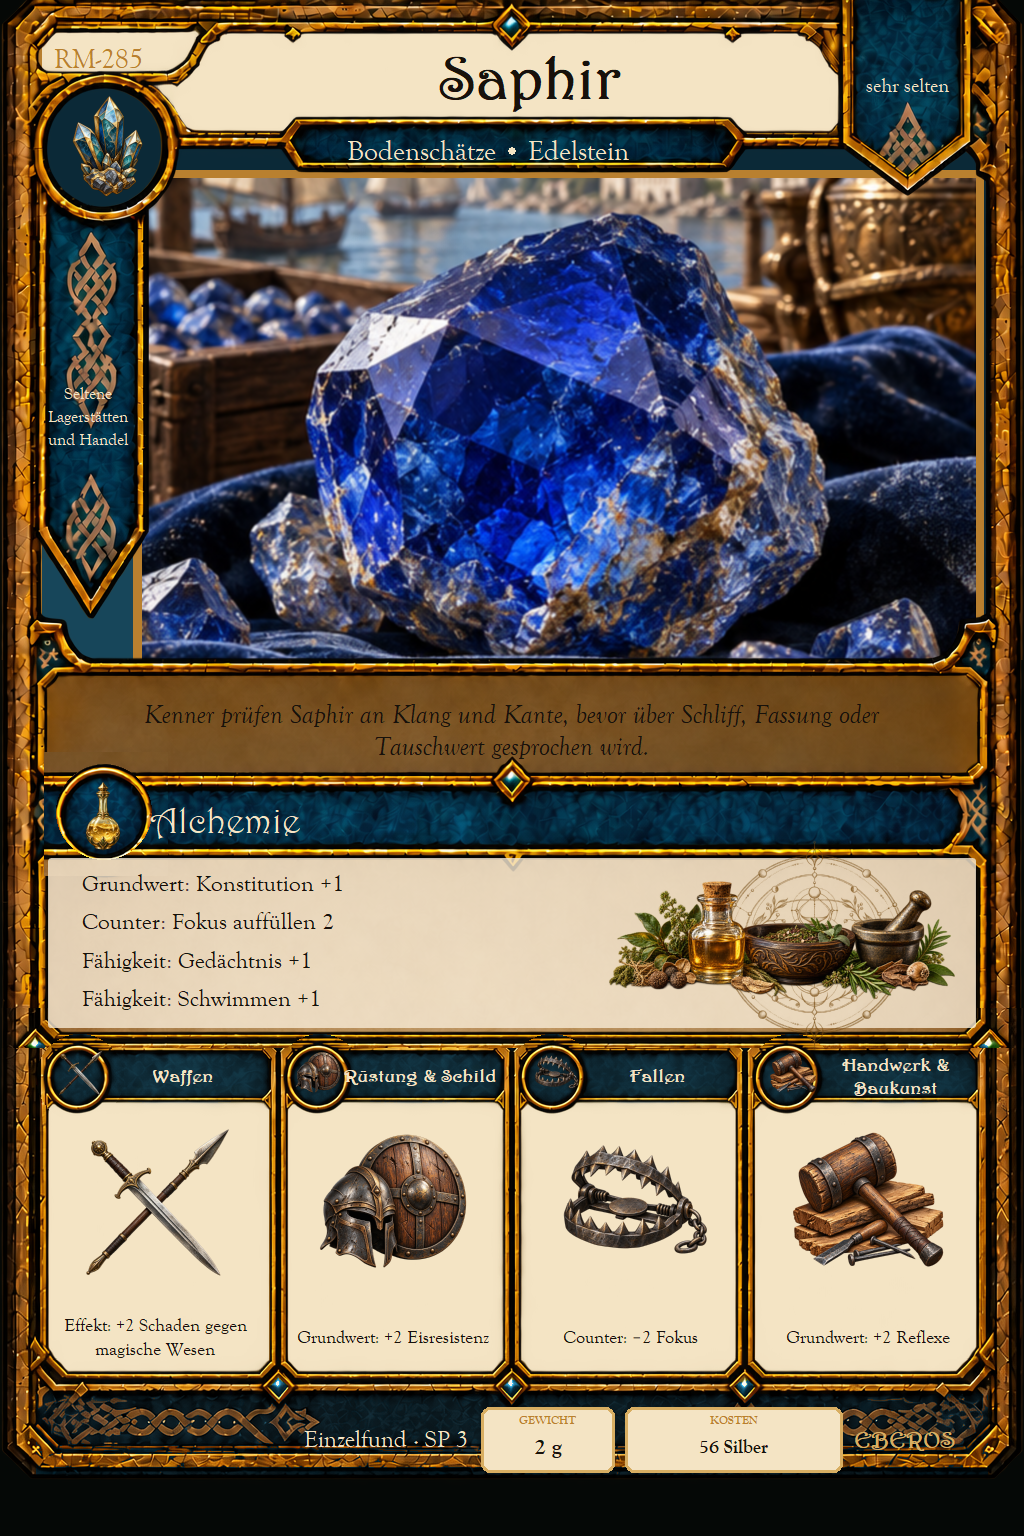 RM-285
Saphir
sehr selten
Bodenschätze • Edelstein
Seltene
Lagerstätten
und Handel
Kenner prüfen Saphir an Klang und Kante, bevor über Schliff, Fassung oder
Tauschwert gesprochen wird.
Alchemie
Grundwert: Konstitution +1
Counter: Fokus auffüllen 2
Fähigkeit: Gedächtnis +1
Fähigkeit: Schwimmen +1
Waffen
Rüstung & Schild
Fallen
Handwerk &
Baukunst
Effekt: +2 Schaden gegen
magische Wesen
Grundwert: +2 Eisresistenz
Counter: −2 Fokus
Grundwert: +2 Reflexe
Einzelfund · SP 3
GEWICHT
2 g
KOSTEN
56 Silber
EBEROS